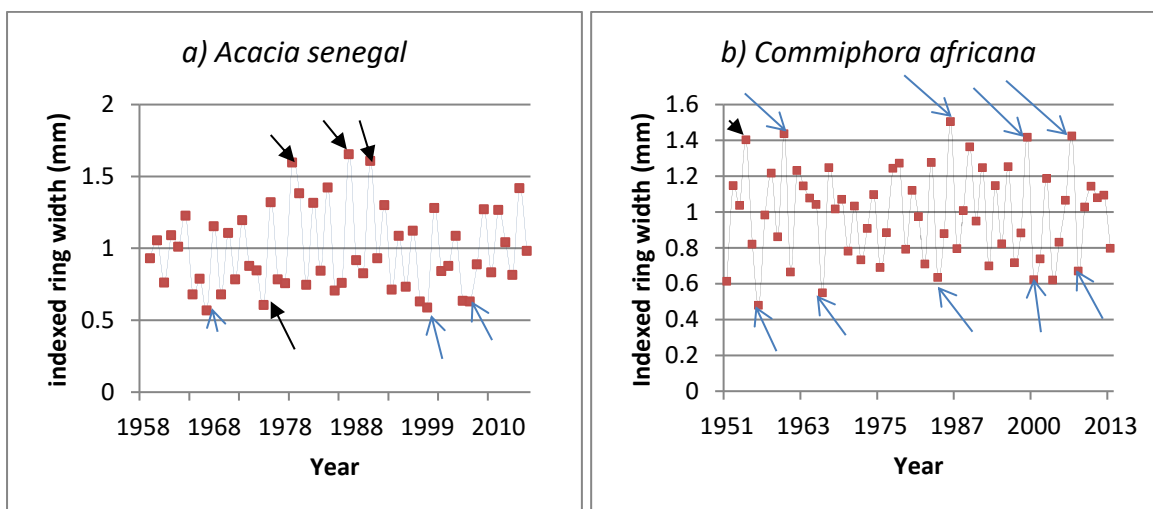 a) Acacia senegal
indexed ring width (mm)
2
1.5
1
0.5
0
1958 1968 1978 1988 1999 2010
Year
b) Commiphora africana
Indexed ring width (mm)
1.6
1.4
1.2
1
0.8
0.6
0.4
0.2
0
1951 1963 1975 1987 2000 2013
Year